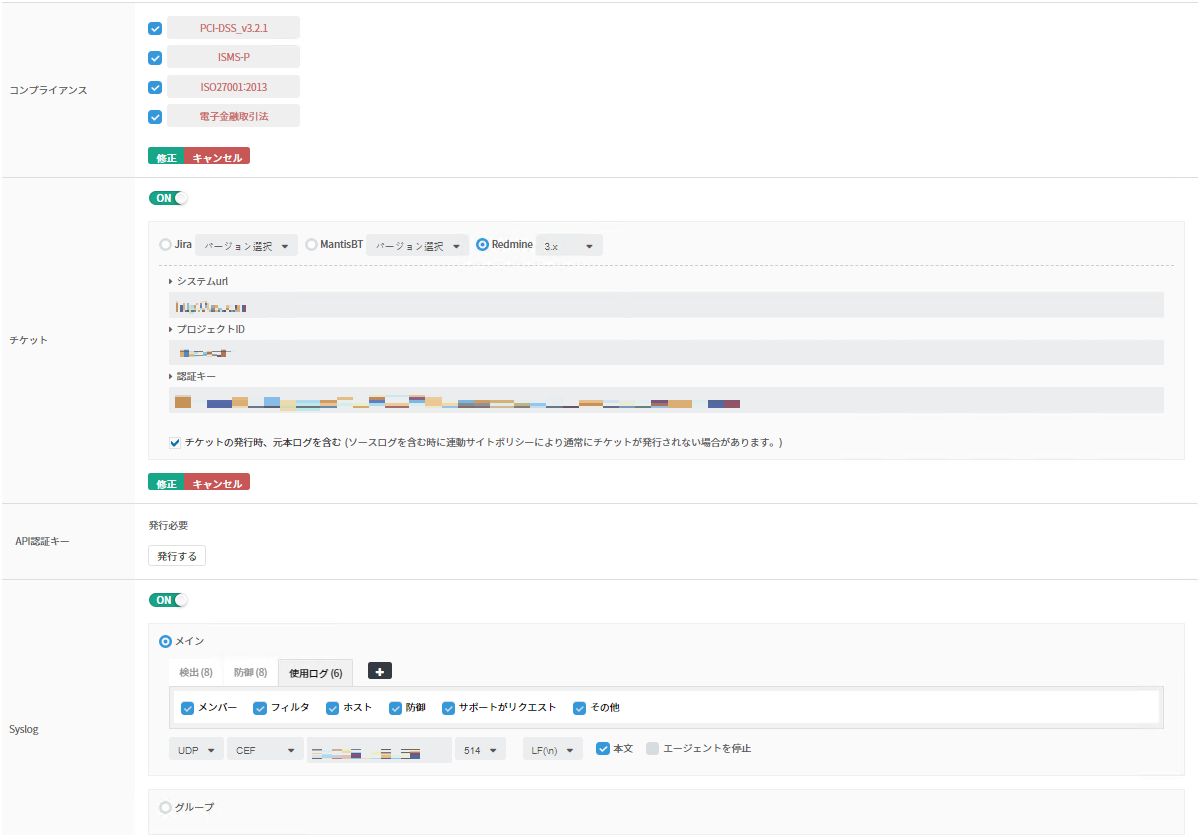 コンプライアンス
PCI-DSS_v3.2.1
ISMS-P
ISO27001:2013
電子金融取引法
修正 キャンセル
チケット
ON
Jira バージョン選択 MantisBT バージョン選択 Redmine 3.x
システムurl
プロジェクトID
認証キー
チケットの発行時、元本ログを含む (ソースログを含む時に連動サイトポリシーにより通常にチケットが発行されない場合があります。)
修正 キャンセル
API認証キー
発行必要
発行する
Syslog
ON
メイン
検出 (8) 防御 (8) 使用ログ (6) +
メンバー フィルタ ホスト 防御 サポートがリクエスト その他
UDP CEF 514 LF(\n) 本文 エージェントを停止
グループ